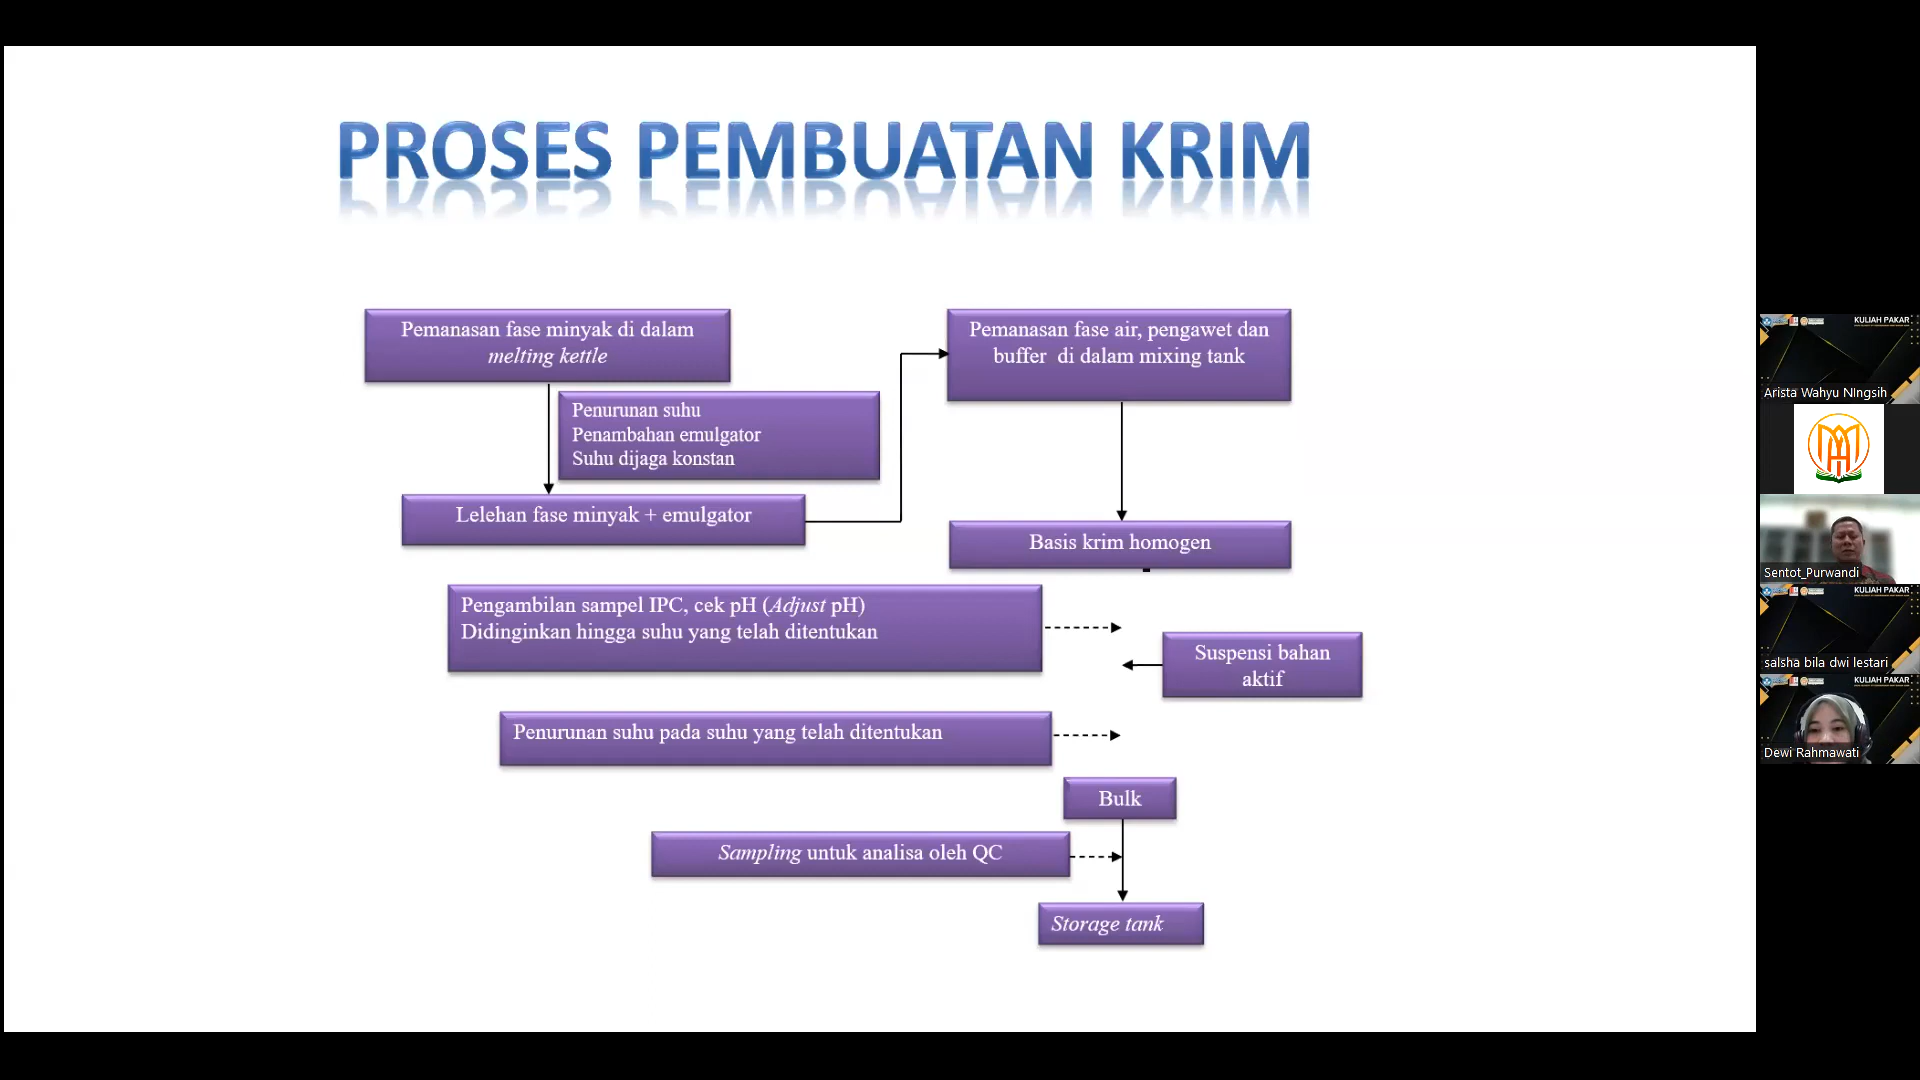 PROSES PEMBUATAN KRIM
Pemanasan fase minyak di dalam
melting kettle
Penurunan suhu
Penambahan emulgator
Suhu dijaga konstan
Lelehan fase minyak + emulgator
Pemanasan fase air, pengawet dan
buffer di dalam mixing tank
Basis krim homogen
Pengambilan sampel IPC, cek pH (Adjust pH)
Didinginkan hingga suhu yang telah ditentukan
Suspensi bahan
aktif
Penurunan suhu pada suhu yang telah ditentukan
Bulk
Sampling untuk analisa oleh QC
Storage tank
KULIAH PAKAR
Arista Wahyu NIngsih
Sentot_Purwandi
KULIAH PAKAR
salsha bila dwi lestari
KULIAH PAKAR
Dewi Rahmawati